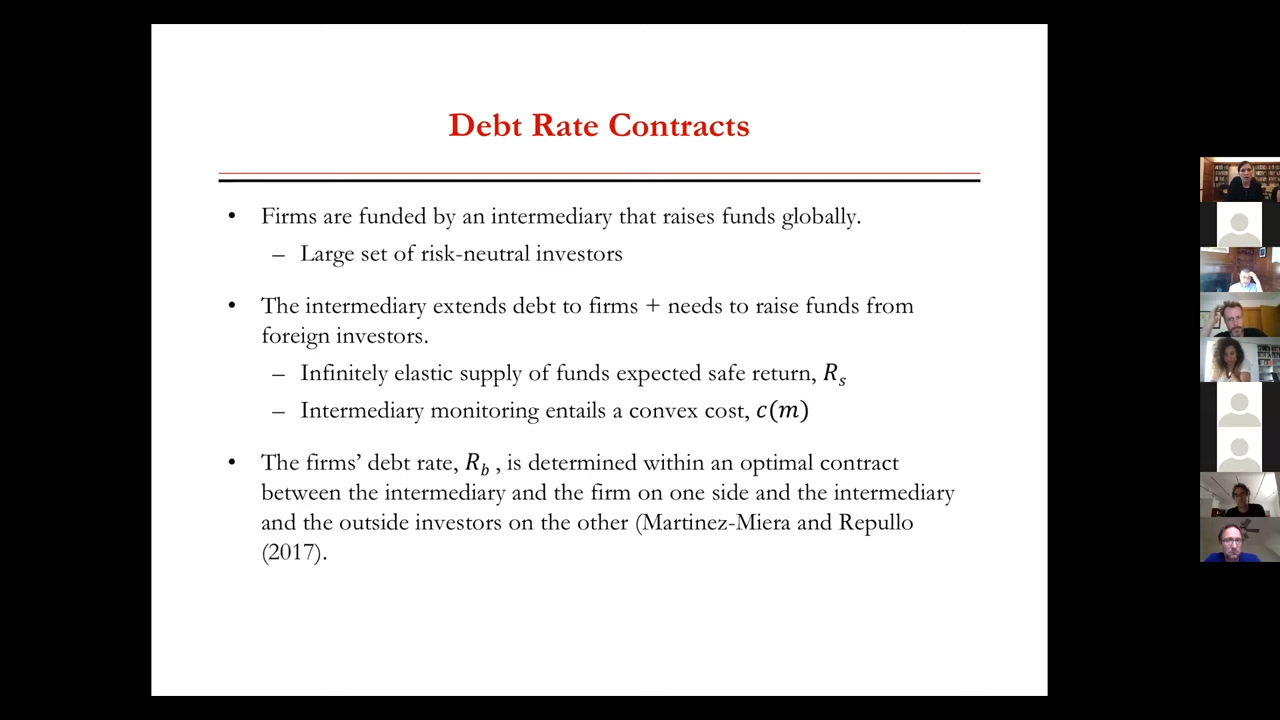 Debt Rate Contracts
• Firms are funded by an intermediary that raises funds globally.
– Large set of risk-neutral investors
• The intermediary extends debt to firms + needs to raise funds from
foreign investors.
– Infinitely elastic supply of funds expected safe return, Rₛ
– Intermediary monitoring entails a convex cost, c(m)
• The firms’ debt rate, R_b , is determined within an optimal contract
between the intermediary and the firm on one side and the intermediary
and the outside investors on the other (Martinez-Miera and Repullo
(2017).